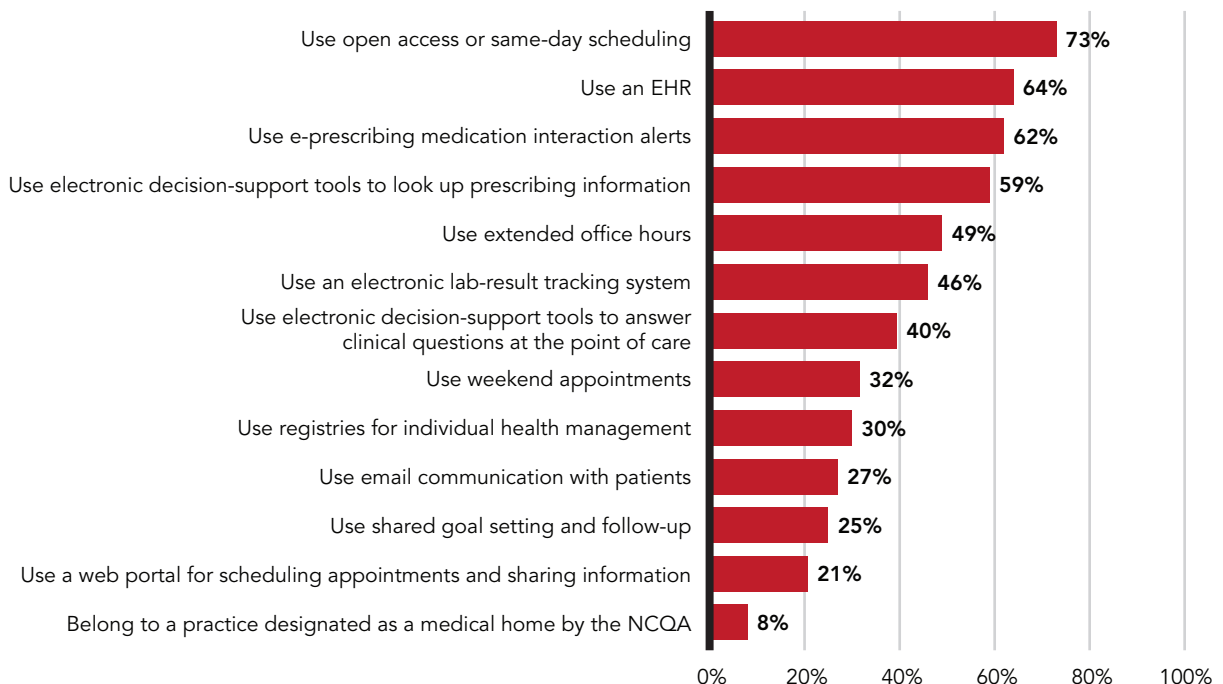 Use open access or same-day scheduling 73%
Use an EHR 64%
Use e-prescribing medication interaction alerts 62%
Use electronic decision-support tools to look up prescribing information 59%
Use extended office hours 49%
Use an electronic lab-result tracking system 46%
Use electronic decision-support tools to answer
clinical questions at the point of care 40%
Use weekend appointments 32%
Use registries for individual health management 30%
Use email communication with patients 27%
Use shared goal setting and follow-up 25%
Use a web portal for scheduling appointments and sharing information 21%
Belong to a practice designated as a medical home by the NCQA 8%
0% 20% 40% 60% 80% 100%